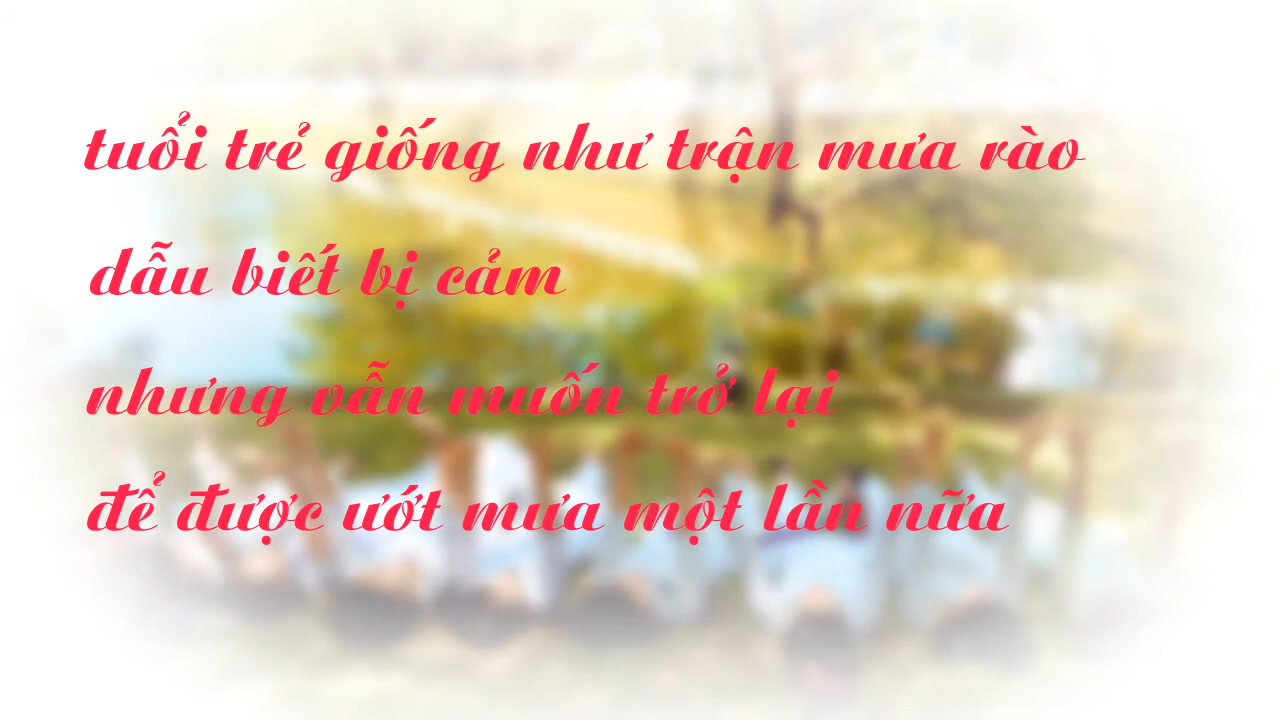 tuổi trẻ giống như trận mưa rào
dẫu biết bị cảm
nhưng vẫn muốn trở lại
để được ướt mưa một lần nữa